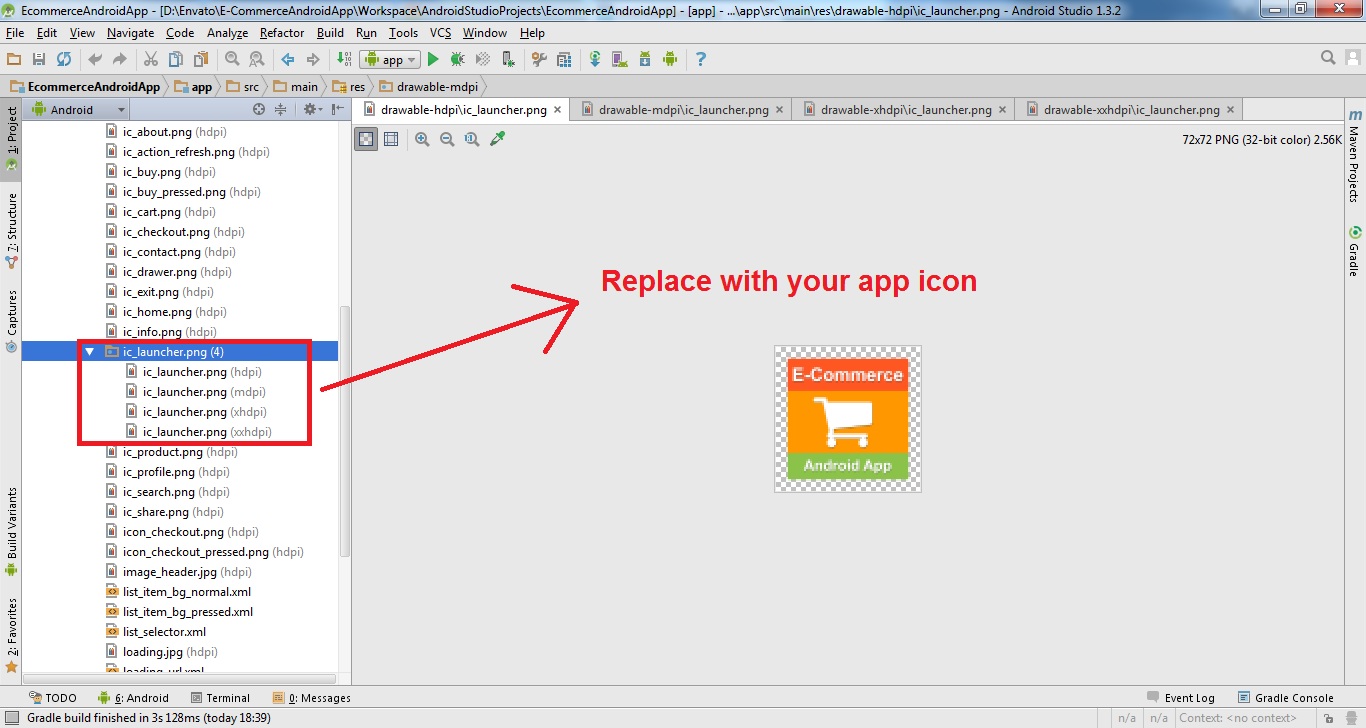 EcommerceAndroidApp - [D:\Envato\E-CommerceAndroidApp\Workspace\AndroidStudioProjects\EcommerceAndroidApp] - [app] - ...\app\src\main\res\drawable-hdpi\ic_launcher.png - Android Studio 1.3.2
File Edit View Navigate Code Analyze Refactor Build Run Tools VCS Window Help
app
EcommerceAndroidApp app src main res drawable-mdpi
Android
drawable-hdpi\ic_launcher.png drawable-mdpi\ic_launcher.png drawable-xhdpi\ic_launcher.png drawable-xxhdpi\ic_launcher.png
72x72 PNG (32-bit color) 2.56K
1: Project
7: Structure
Captures
Build Variants
2: Favorites
ic_about.png (hdpi)
ic_action_refresh.png (hdpi)
ic_buy.png (hdpi)
ic_buy_pressed.png (hdpi)
ic_cart.png (hdpi)
ic_checkout.png (hdpi)
ic_contact.png (hdpi)
ic_drawer.png (hdpi)
ic_exit.png (hdpi)
ic_home.png (hdpi)
ic_info.png (hdpi)
ic_launcher.png (4)
ic_launcher.png (hdpi)
ic_launcher.png (mdpi)
ic_launcher.png (xhdpi)
ic_launcher.png (xxhdpi)
ic_product.png (hdpi)
ic_profile.png (hdpi)
ic_search.png (hdpi)
ic_share.png (hdpi)
icon_checkout.png (hdpi)
icon_checkout_pressed.png (hdpi)
image_header.jpg (hdpi)
list_item_bg_normal.xml
list_item_bg_pressed.xml
list_selector.xml
loading.jpg (hdpi)
loading_url.xml
Replace with your app icon
E-Commerce
Android App
m
Maven Projects
Gradle
TODO 6: Android Terminal 0: Messages Event Log Gradle Console
Gradle build finished in 3s 128ms (today 18:39) n/a n/a Context: <no context>